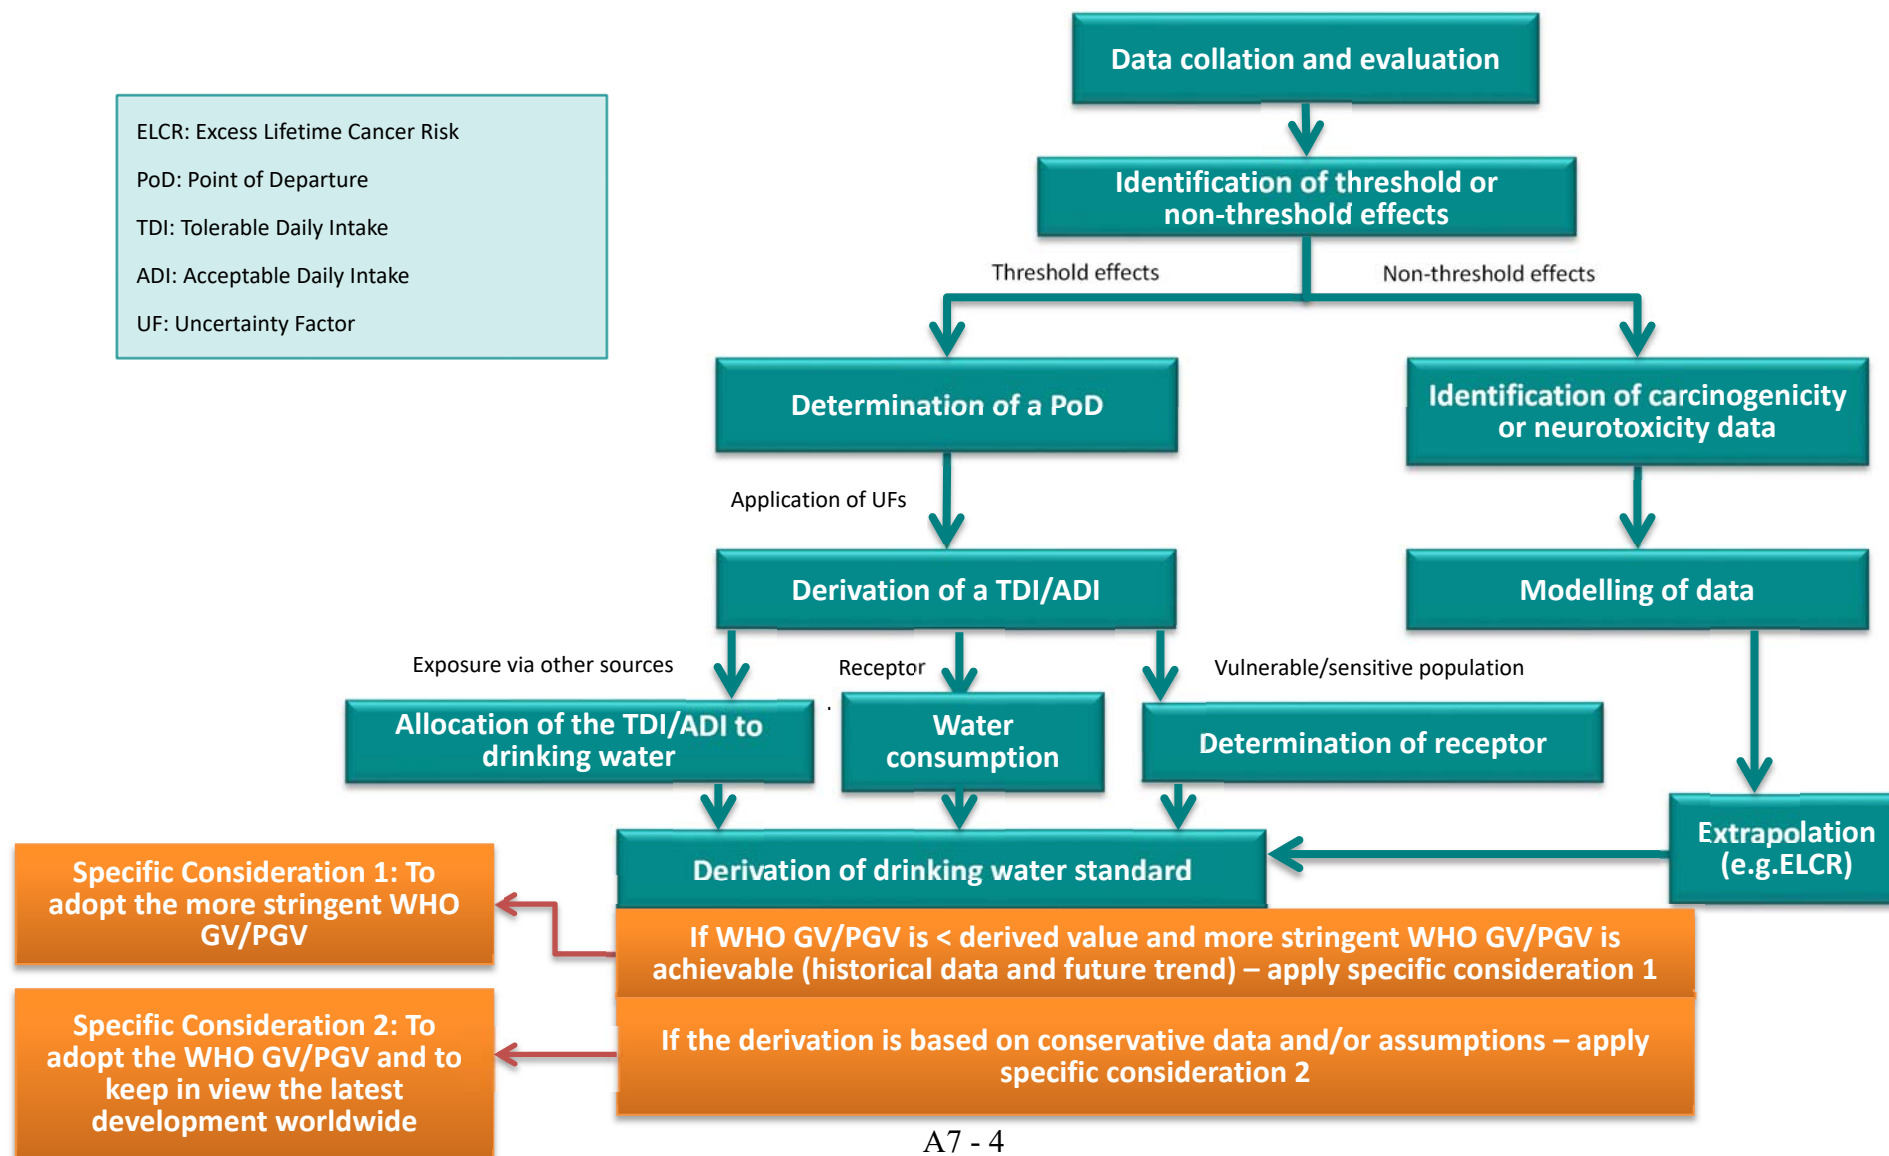 Data collation and evaluation
ELCR: Excess Lifetime Cancer Risk
PoD: Point of Departure
TDI: Tolerable Daily Intake
ADI: Acceptable Daily Intake
UF: Uncertainty Factor
Identification of threshold or
non-threshold effects
Threshold effects
Non-threshold effects
Determination of a PoD
Identification of carcinogenicity
or neurotoxicity data
Application of UFs
Derivation of a TDI/ADI
Modelling of data
Exposure via other sources
Receptor
Vulnerable/sensitive population
Allocation of the TDI/ADI to
drinking water
.
Water
consumption
Determination of receptor
Extrapolation
(e.g.ELCR)
Derivation of drinking water standard
Specific Consideration 1: To
adopt the more stringent WHO
GV/PGV
If WHO GV/PGV is < derived value and more stringent WHO GV/PGV is
achievable (historical data and future trend) – apply specific consideration 1
Specific Consideration 2: To
adopt the WHO GV/PGV and to
keep in view the latest
development worldwide
If the derivation is based on conservative data and/or assumptions – apply
specific consideration 2
A7 - 4